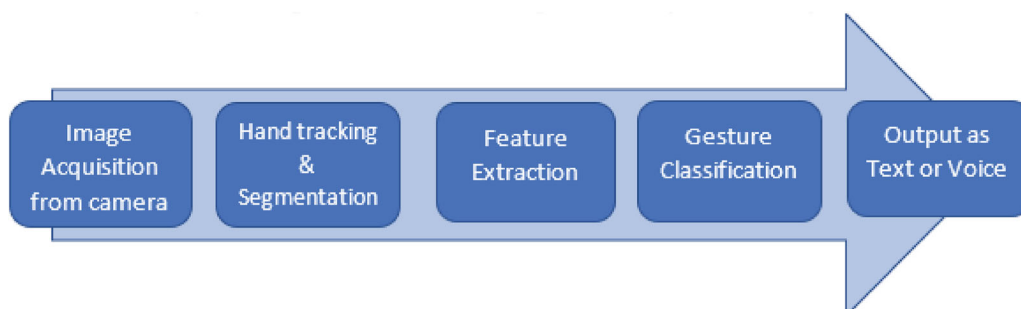 Image
Acquisition
from camera
Hand tracking
&
Segmentation
Feature
Extraction
Gesture
Classification
Output as
Text or Voice